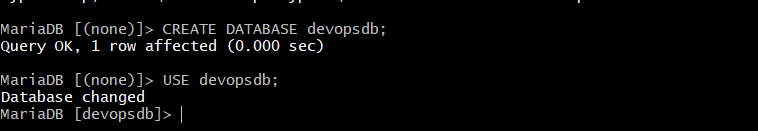 MariaDB [(none)]> CREATE DATABASE devopsdb;
Query OK, 1 row affected (0.000 sec)
MariaDB [(none)]> USE devopsdb;
Database changed
MariaDB [devopsdb]>